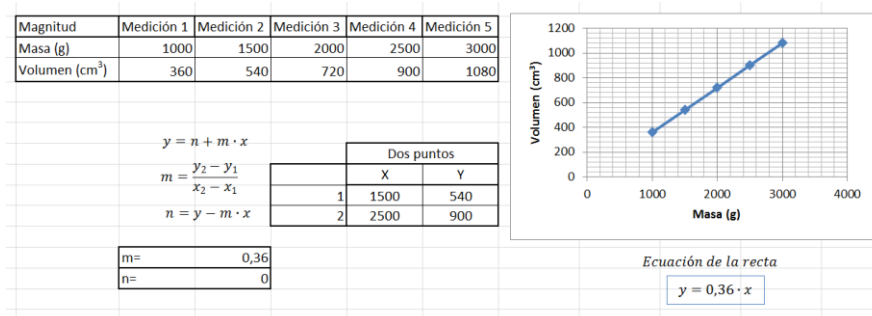 Magnitud Medición 1 Medición 2 Medición 3 Medición 4 Medición 5
Masa (g) 1000 1500 2000 2500 3000
Volumen (cm³) 360 540 720 900 1080
y = n + m · x
m = (y₂ − y₁)/(x₂ − x₁)
n = y − m · x
Dos puntos
X Y
1 1500 540
2 2500 900
m= 0,36
n= 0
Volumen (cm³)
1200
1000
800
600
400
200
0
0 1000 2000 3000 4000
Masa (g)
Ecuación de la recta
y = 0,36 · x